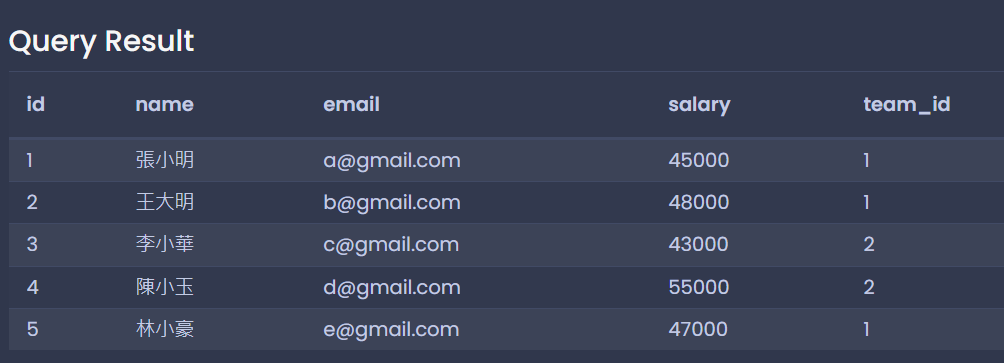 Query Result
id name email salary team_id
1 張小明 a@gmail.com 45000 1
2 王大明 b@gmail.com 48000 1
3 李小華 c@gmail.com 43000 2
4 陳小玉 d@gmail.com 55000 2
5 林小豪 e@gmail.com 47000 1